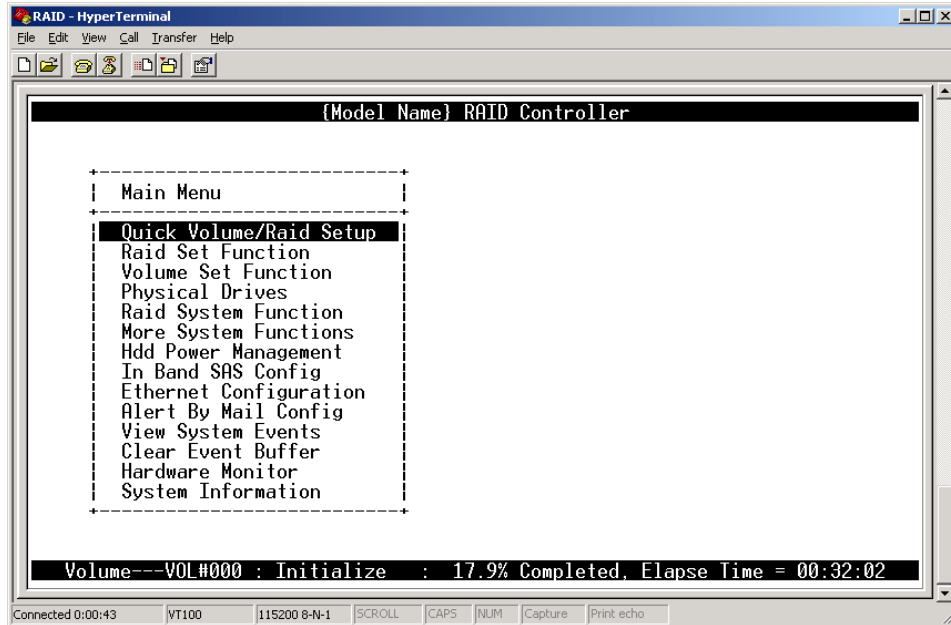 RAID - HyperTerminal
File Edit View Call Transfer Help
{Model Name} RAID Controller
Main Menu
Quick Volume/Raid Setup
Raid Set Function
Volume Set Function
Physical Drives
Raid System Function
More System Functions
Hdd Power Management
In Band SAS Config
Ethernet Configuration
Alert By Mail Config
View System Events
Clear Event Buffer
Hardware Monitor
System Information
Volume---VOL#000 : Initialize : 17.9% Completed, Elapse Time = 00:32:02
Connected 0:00:43 VT100 115200 8-N-1 SCROLL CAPS NUM Capture Print echo